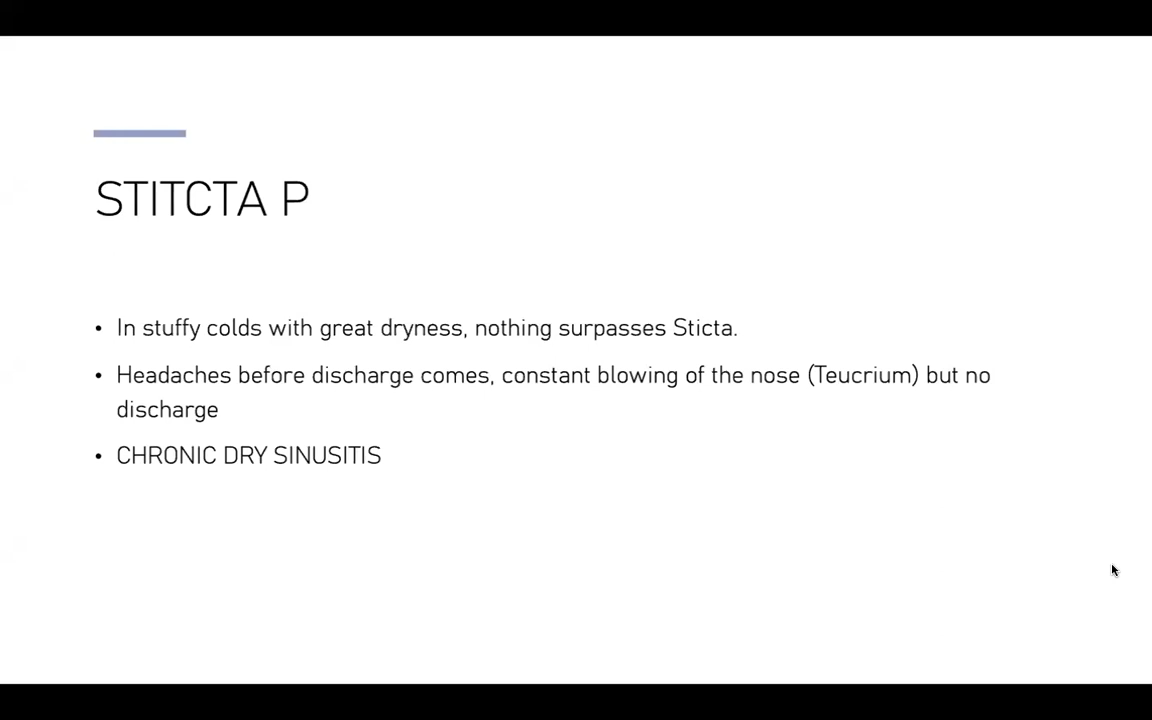 STITCTA P
• In stuffy colds with great dryness, nothing surpasses Sticta.
• Headaches before discharge comes, constant blowing of the nose (Teucrium) but no
discharge
• CHRONIC DRY SINUSITIS